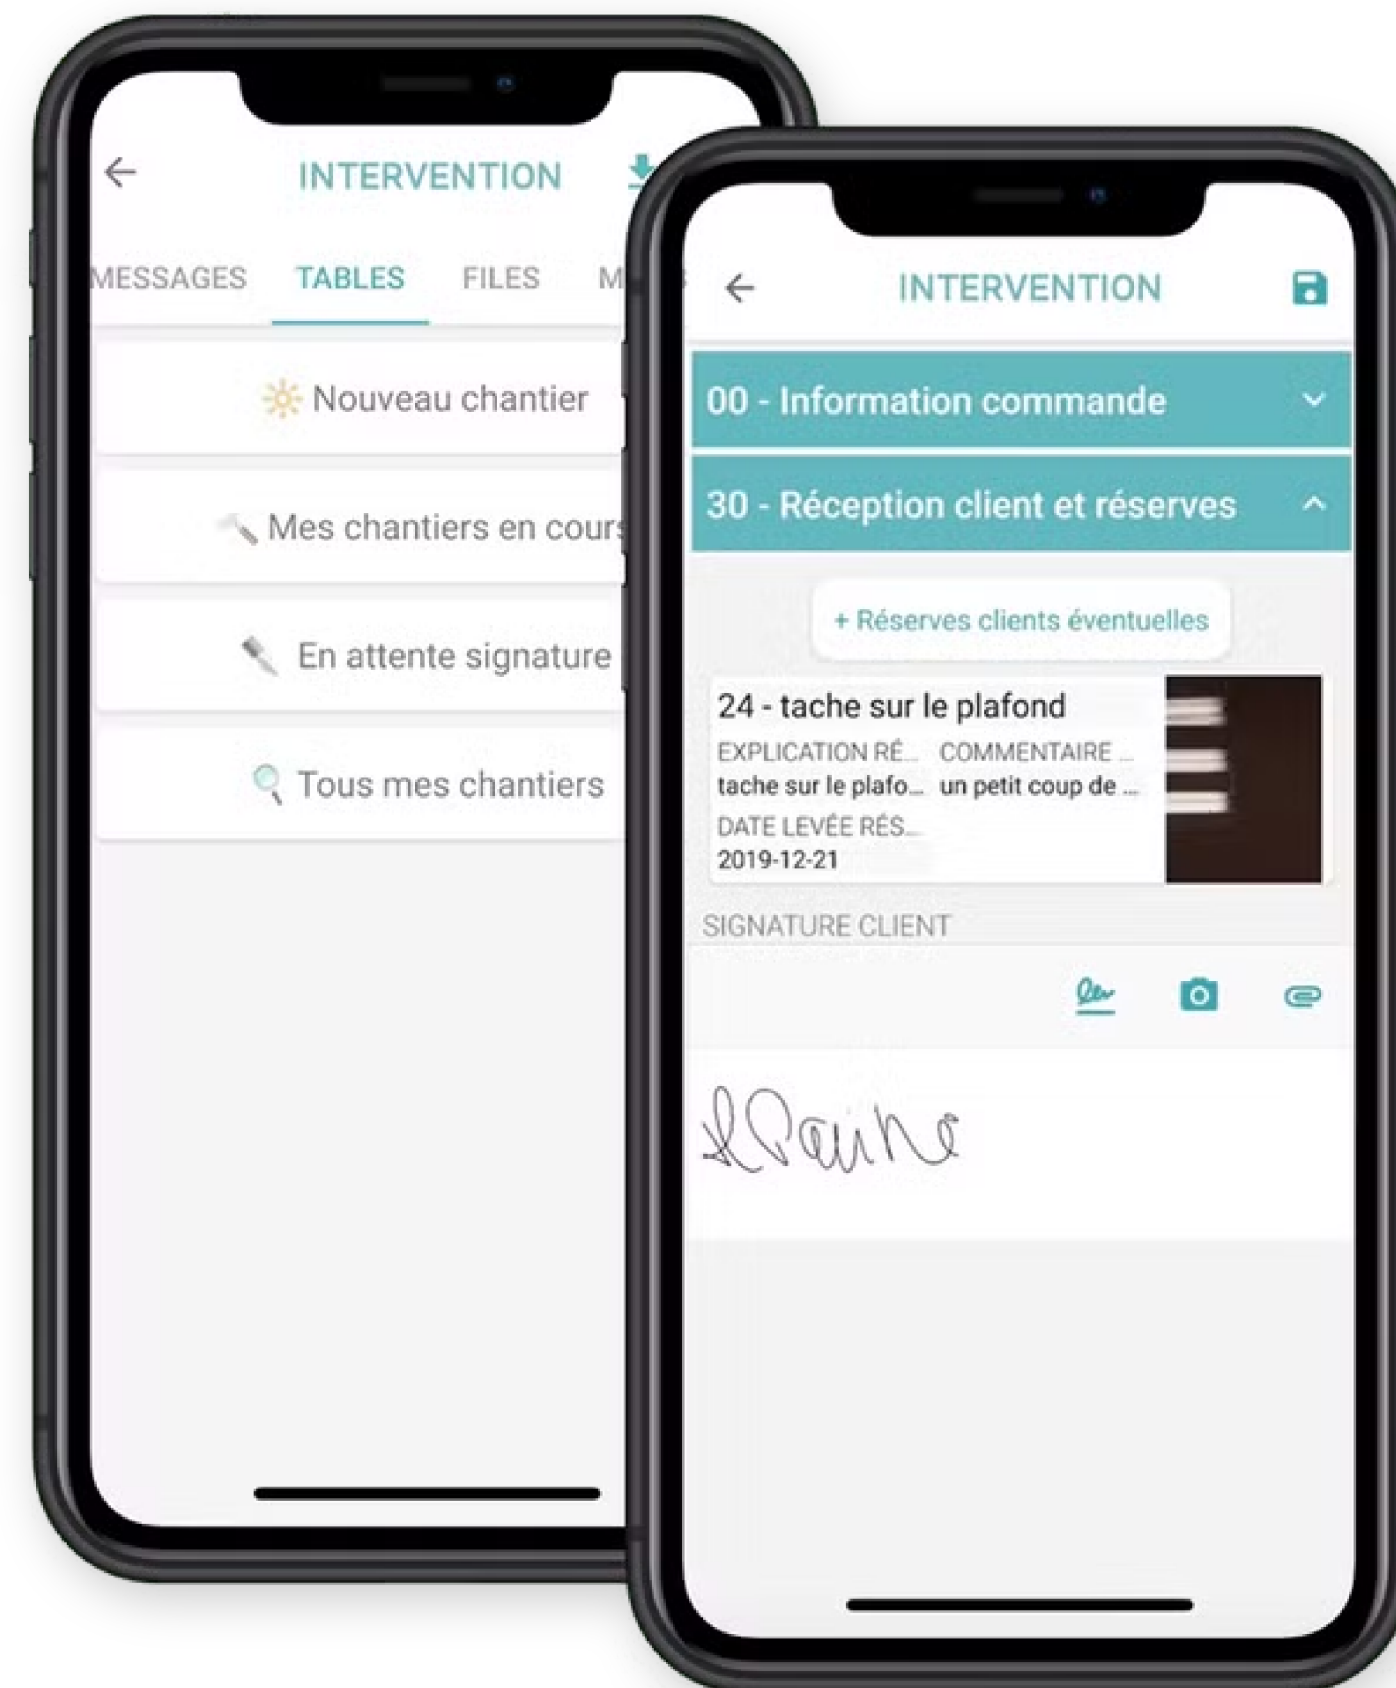 INTERVENTION
MESSAGES TABLES FILES
Nouveau chantier
Mes chantiers en cours
En attente signature
Tous mes chantiers
INTERVENTION
00 - Information commande
30 - Réception client et réserves
+ Réserves clients éventuelles
24 - tache sur le plafond
EXPLICATION RÉ... COMMENTAIRE ...
tache sur le plafo... un petit coup de ...
DATE LEVÉE RÉS...
2019-12-21
SIGNATURE CLIENT